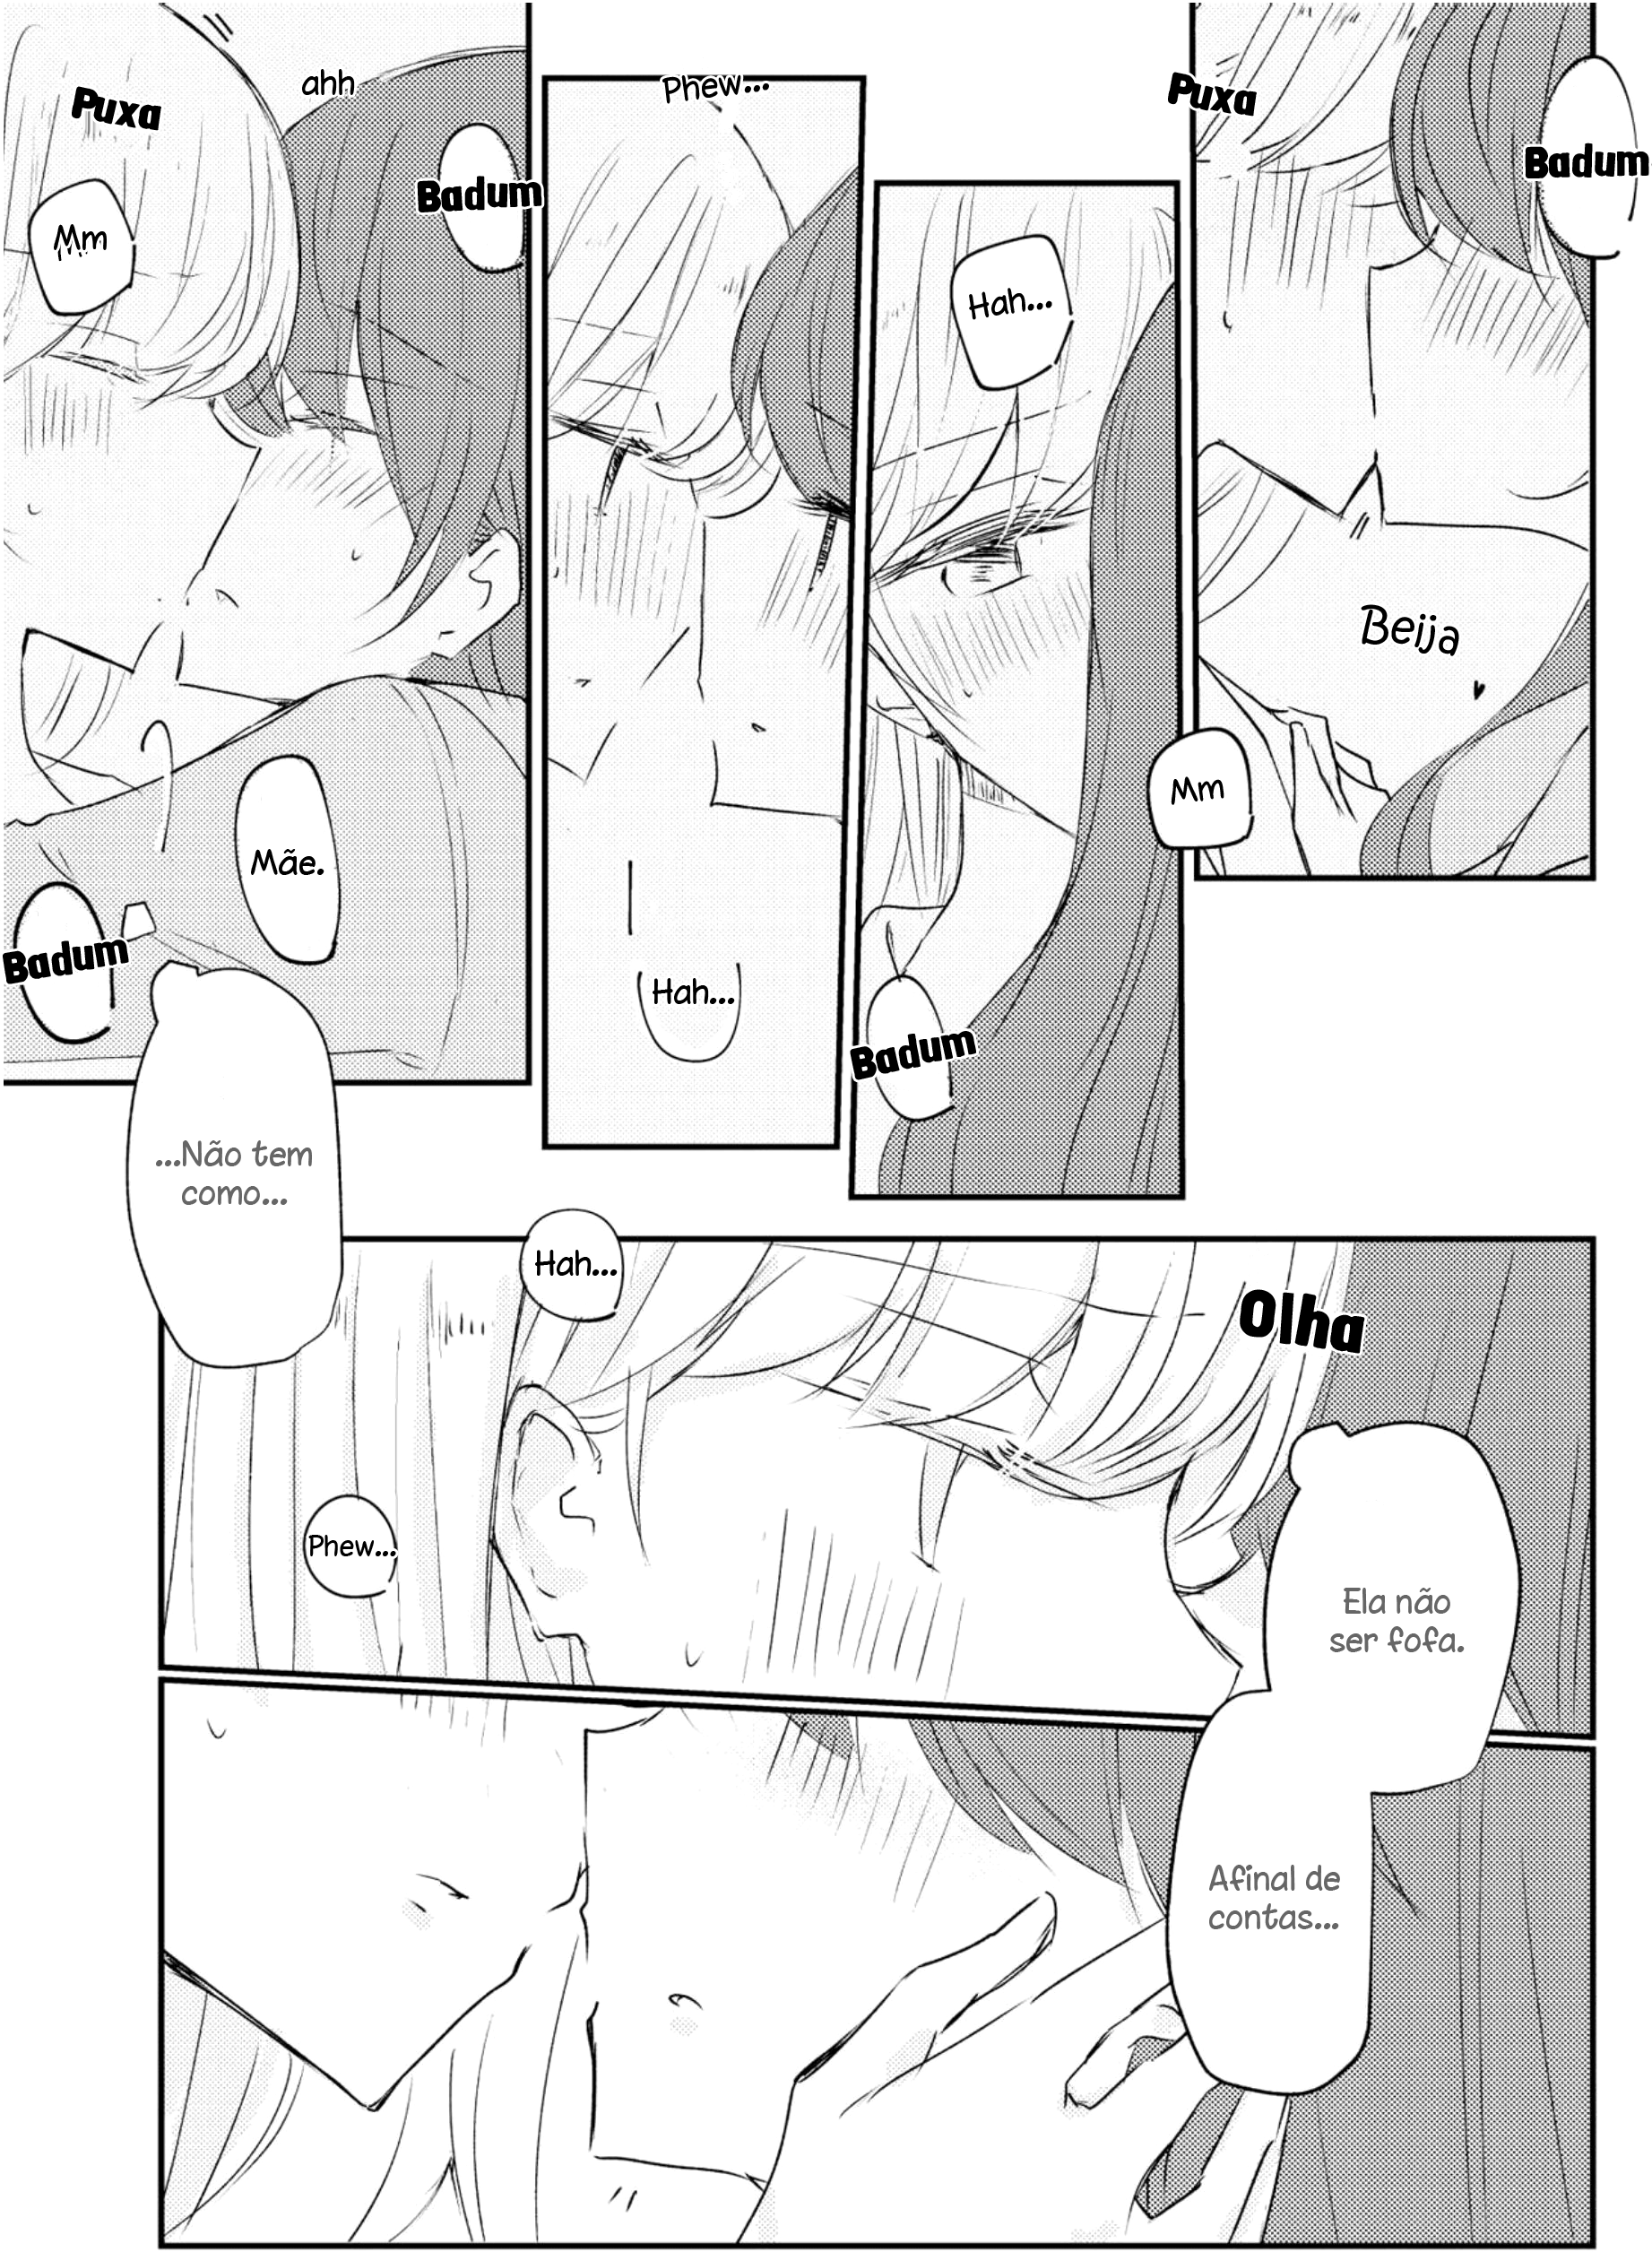 Puxa
Badum
Beija
Mm
Hah...
Badum
Phew...
Hah...
ahh
Puxa
Badum
Mm
Mãe.
Badum
...Não tem
como...
Olha
Hah...
Ela não
ser fofa.
Phew...
Afinal de
contas...